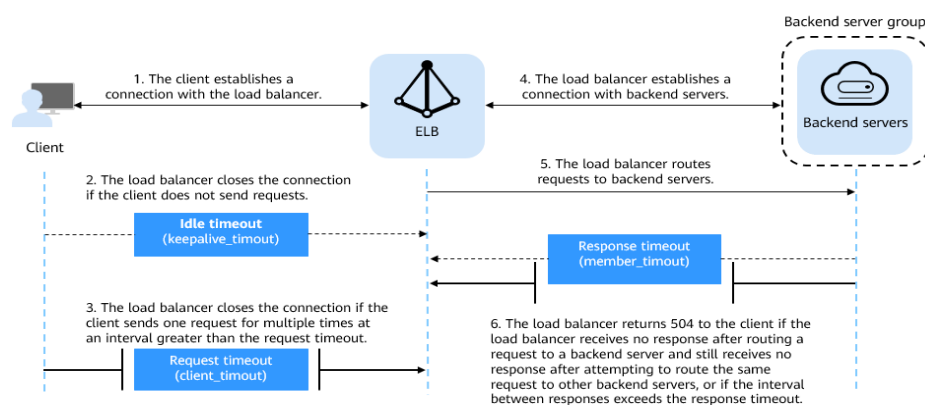 Backend server group
1. The client establishes a
connection with the load balancer.
4. The load balancer establishes a
connection with backend servers.
Client
ELB
Backend servers
2. The load balancer closes the connection
if the client does not send requests.
5. The load balancer routes
requests to backend servers.
Idle timeout
(keepalive_timout)
Response timeout
(member_timout)
3. The load balancer closes the connection if the
client sends one request for multiple times at
an interval greater than the request timeout.
Request timeout
(client_timout)
6. The load balancer returns 504 to the client if the
load balancer receives no response after routing a
request to a backend server and still receives no
response after attempting to route the same
request to other backend servers, or if the interval
between responses exceeds the response timeout.